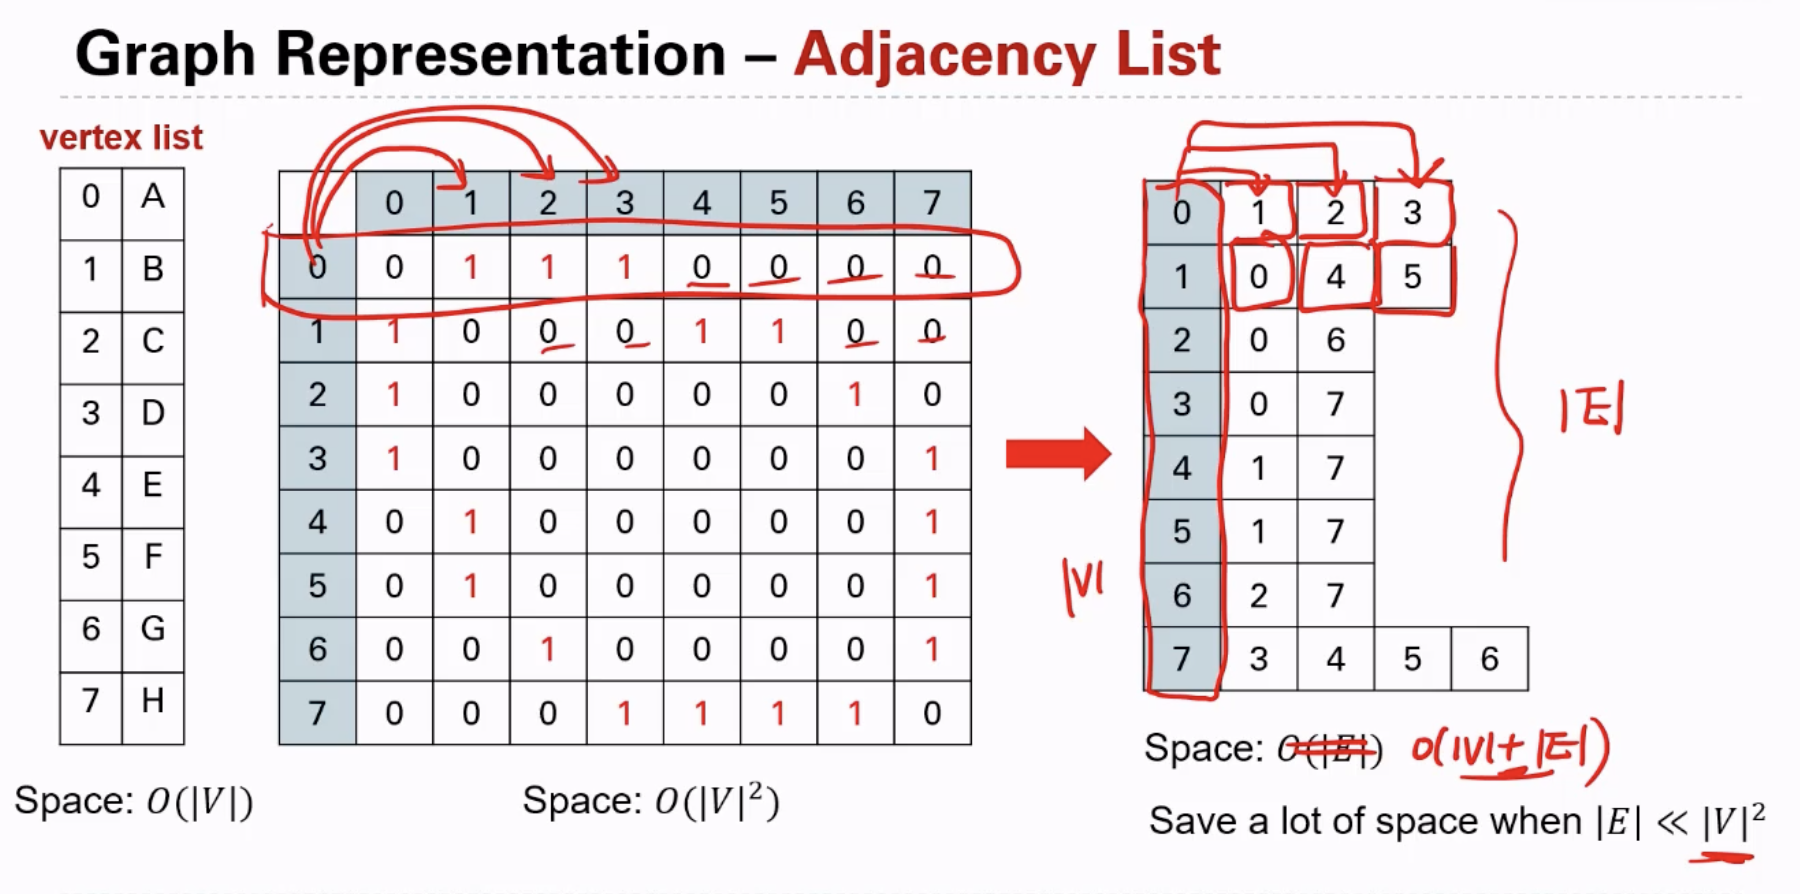 Graph Representation – Adjacency List
vertex list
0 A
1 B
2 C
3 D
4 E
5 F
6 G
7 H
Space: O(|V|)
0 1 2 3 4 5 6 7
0 0 1 1 1 0 0 0 0
1 1 0 0 0 1 1 0 0
2 1 0 0 0 0 0 1 0
3 1 0 0 0 0 0 0 1
4 0 1 0 0 0 0 0 1
5 0 1 0 0 0 0 0 1
6 0 0 1 0 0 0 0 1
7 0 0 0 1 1 1 1 0
Space: O(|V|²)
|V|
0 1 2 3
1 0 4 5
2 0 6
3 0 7
4 1 7
5 1 7
6 2 7
7 3 4 5 6
|E|
Space: O(|E|) O(|V|+|E|)
Save a lot of space when |E| ≪ |V|²